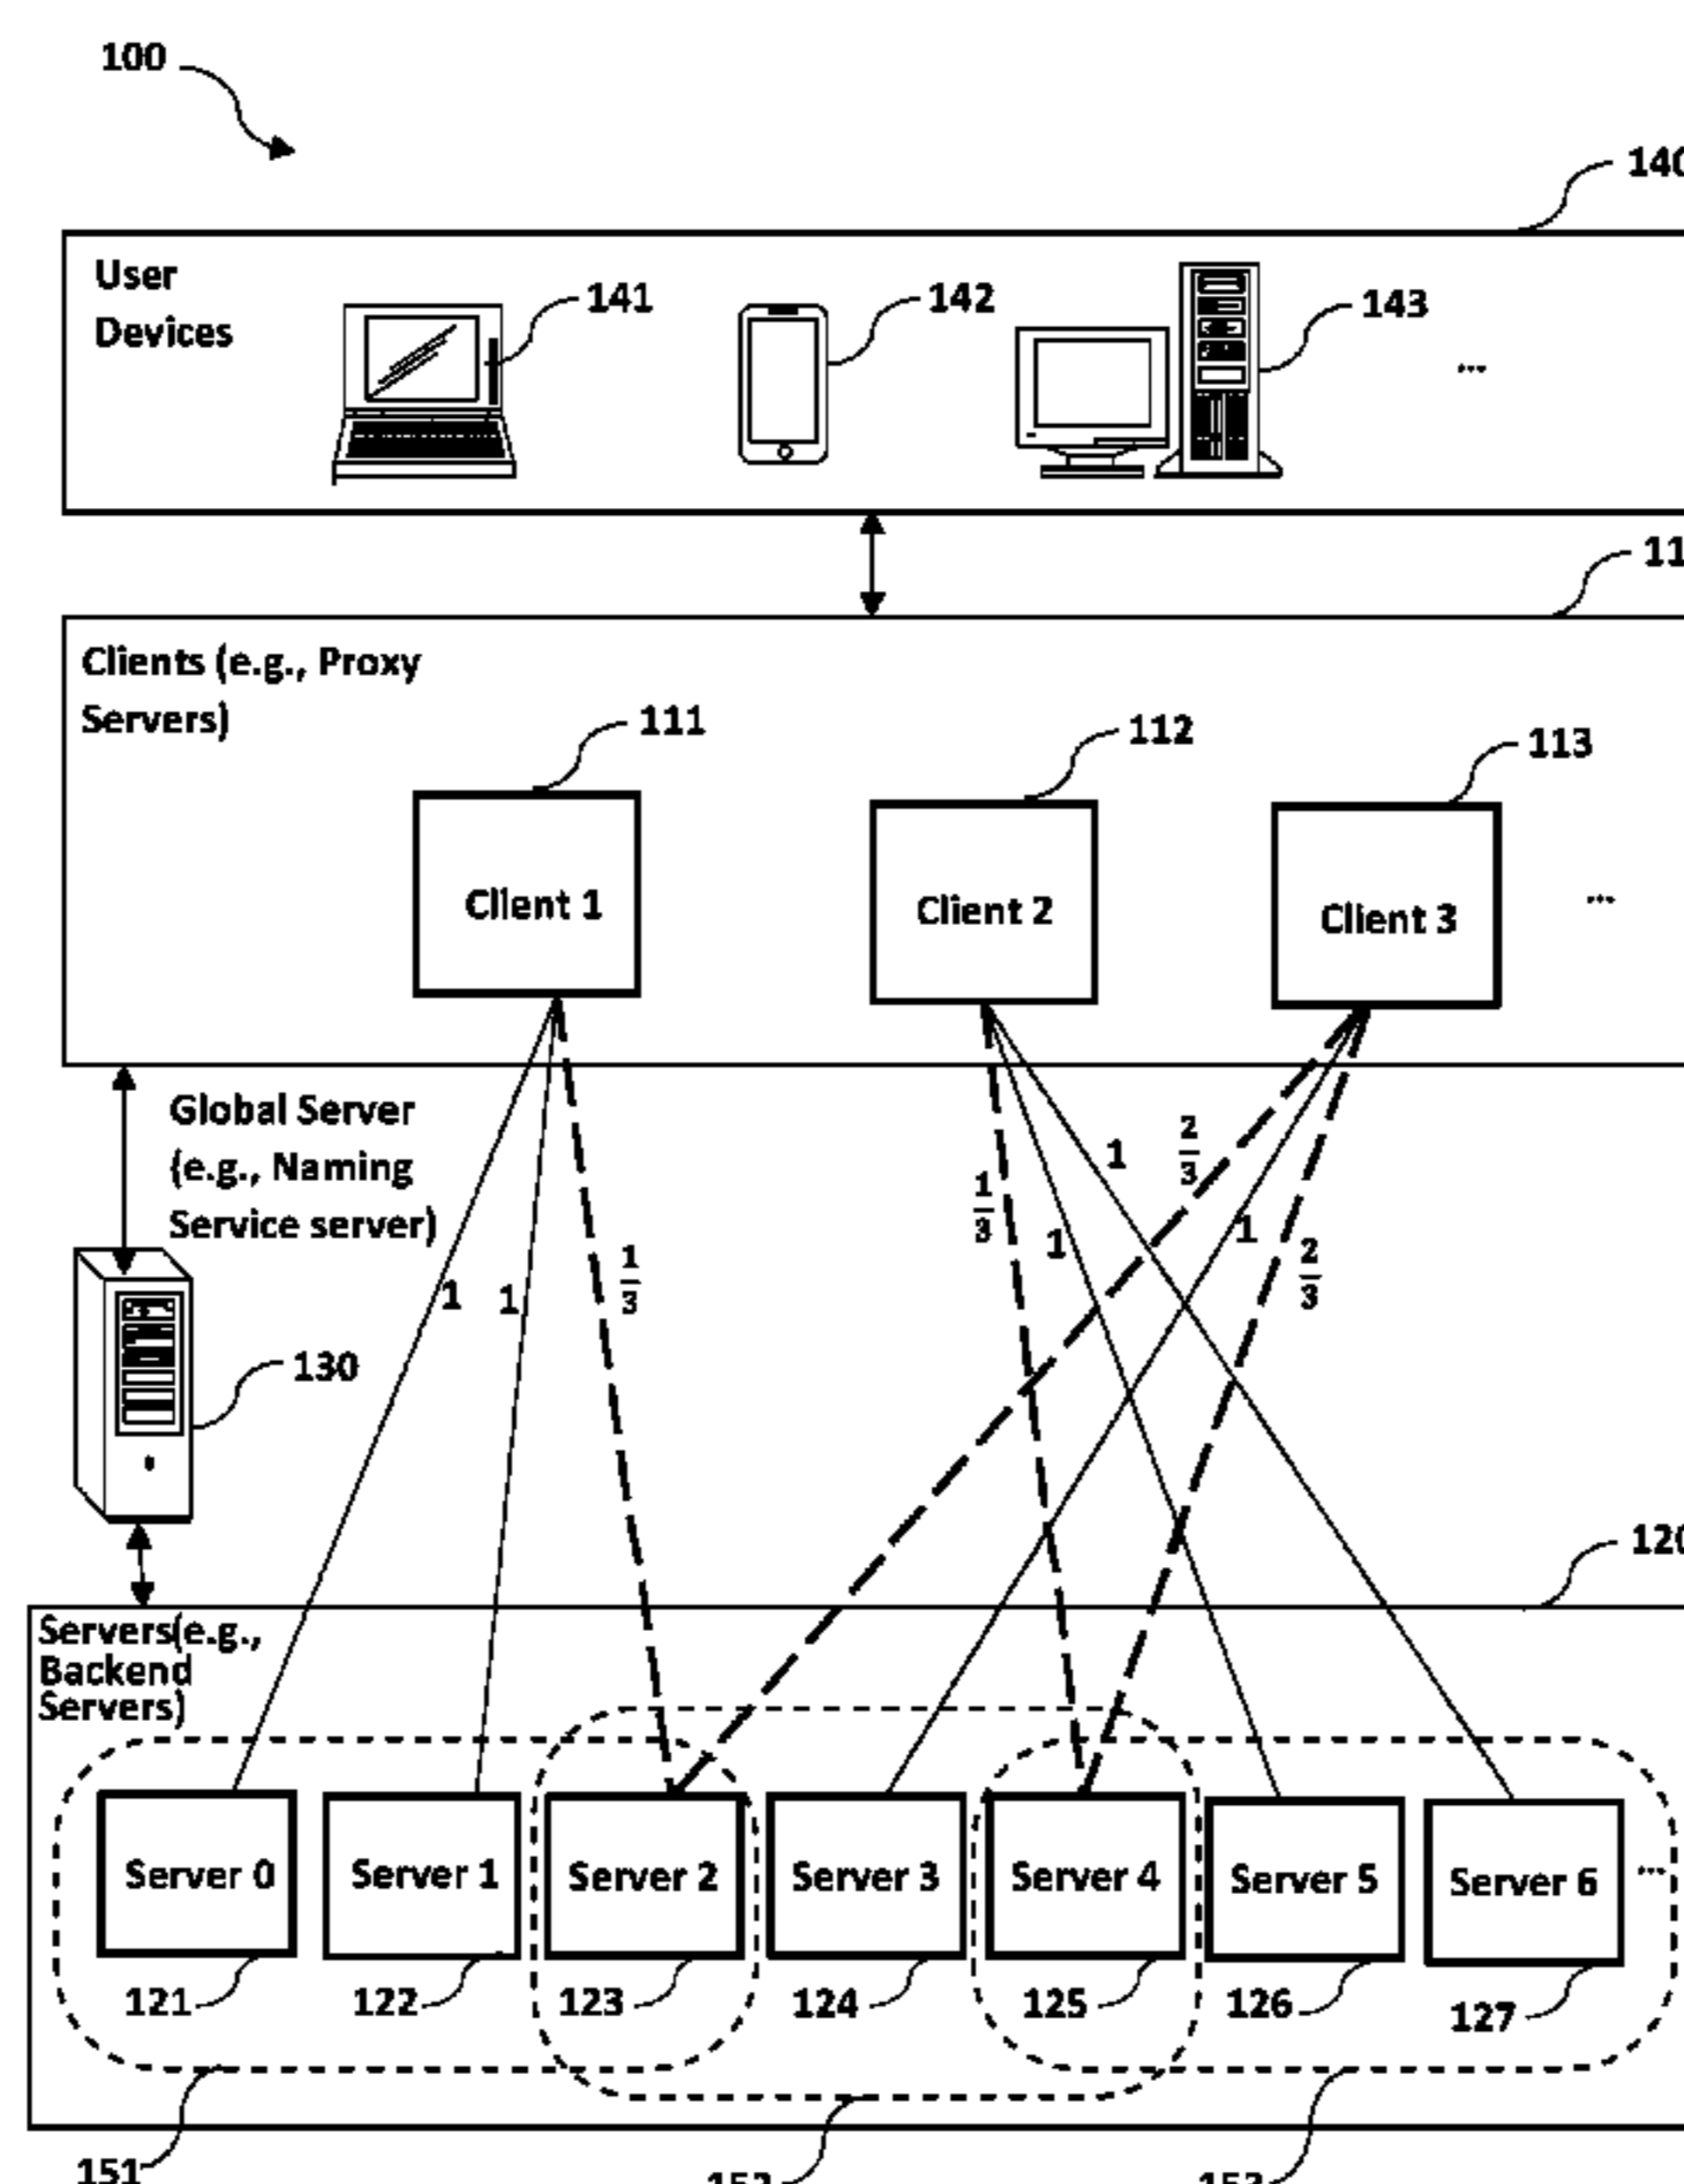 100
140
User
Devices
141
142
143
...
11
Clients (e.g., Proxy
Servers)
111
112
113
Client 1
Client 2
Client 3
...
Global Server
(e.g., Naming
Service server)
1
1
1/3
1/3
1
1
2/3
1
2/3
130
120
Servers(e.g.,
Backend
Servers)
Server 0
Server 1
Server 2
Server 3
Server 4
Server 5
Server 6
...
121
122
123
124
125
126
127
151
152
153